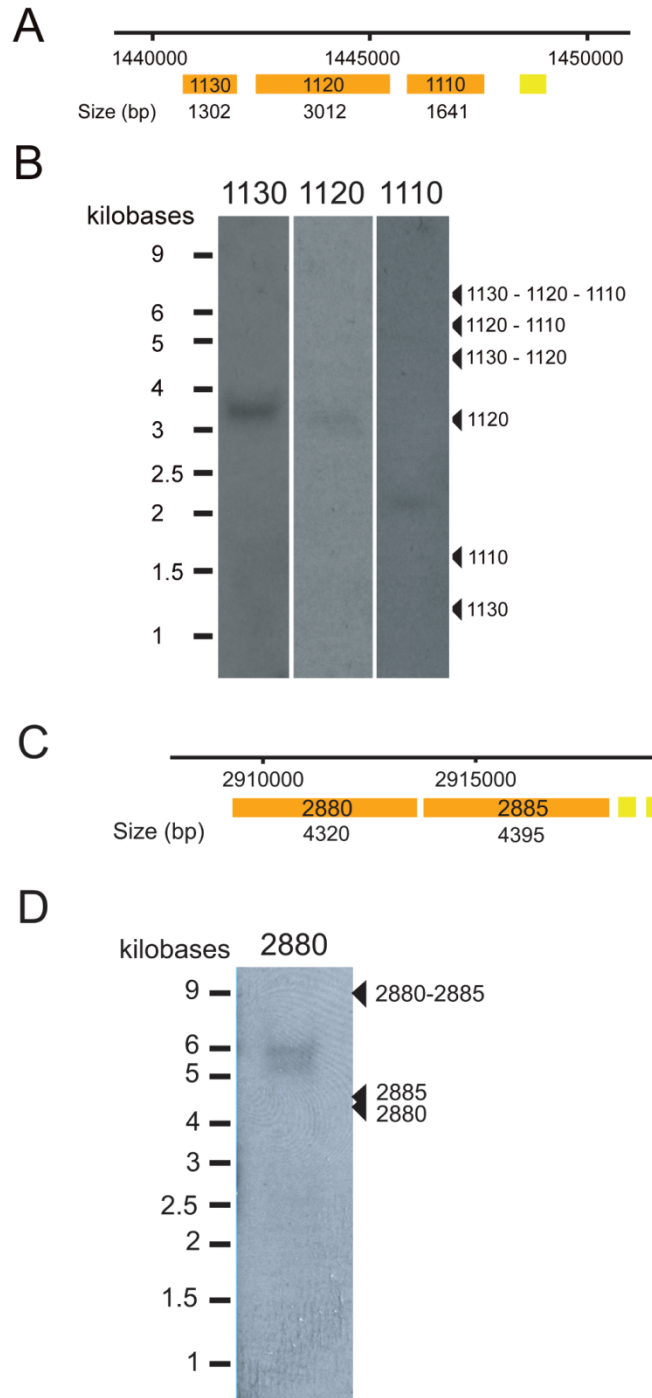 A
1440000 1445000 1450000
1130 1120 1110
Size (bp) 1302 3012 1641
B
1130 1120 1110
kilobases
9
6
5
4
3
2.5
2
1.5
1
1130 - 1120 - 1110
1120 - 1110
1130 - 1120
1120
1110
1130
C
2910000 2915000
2880 2885
Size (bp) 4320 4395
D
kilobases 2880
9
6
5
4
3
2.5
2
1.5
1
2880-2885
2885
2880